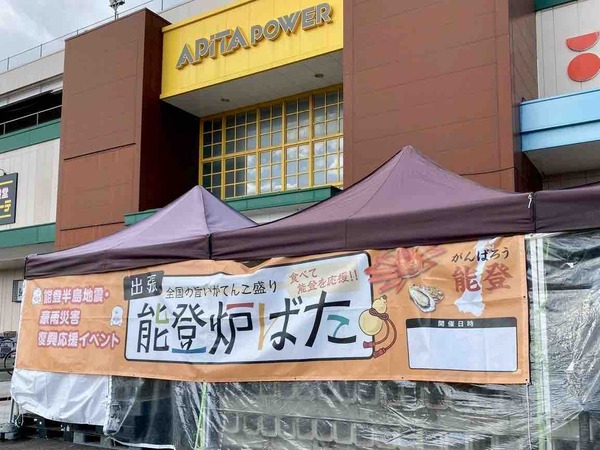 APiTA POWER
能登半島地震・
豪雨災害
復興応援イベント
出張
全国の旨いがてんこ盛り
食べて
能登を応援!!
能登炉ばた
がんばろう
能登
開催日時